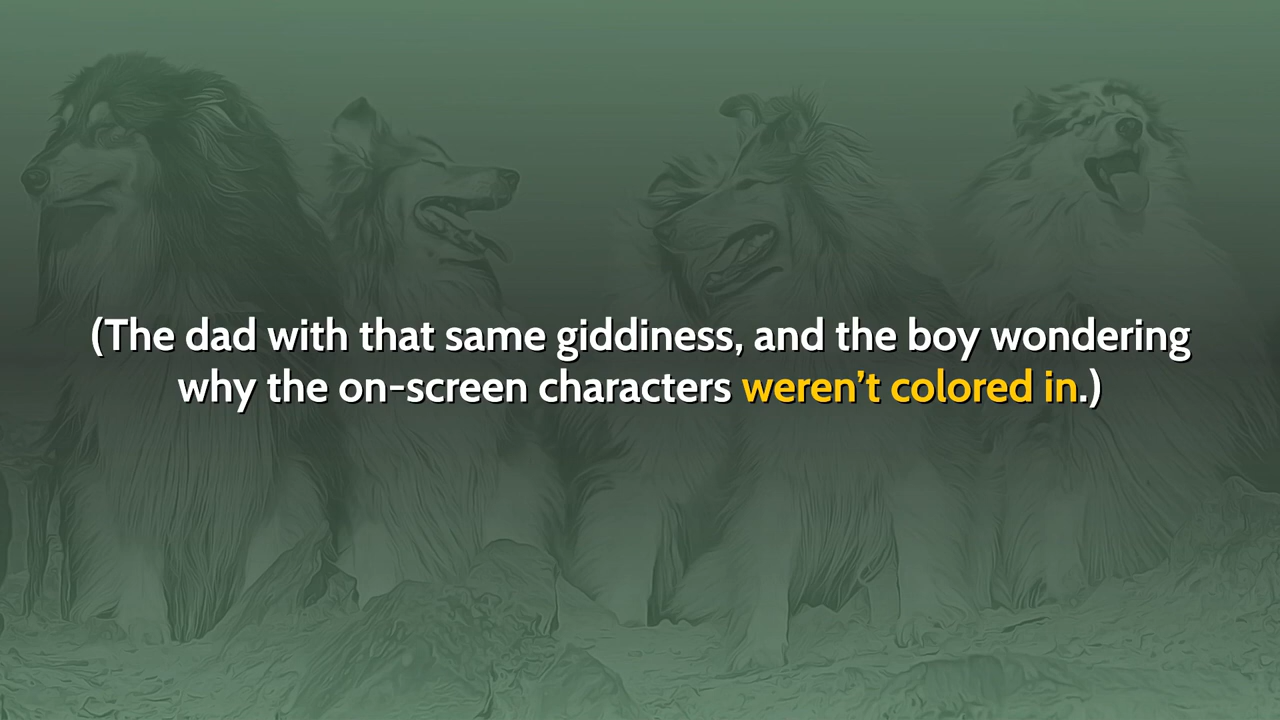 (The dad with that same giddiness, and the boy wondering
why the on-screen characters weren’t colored in.)